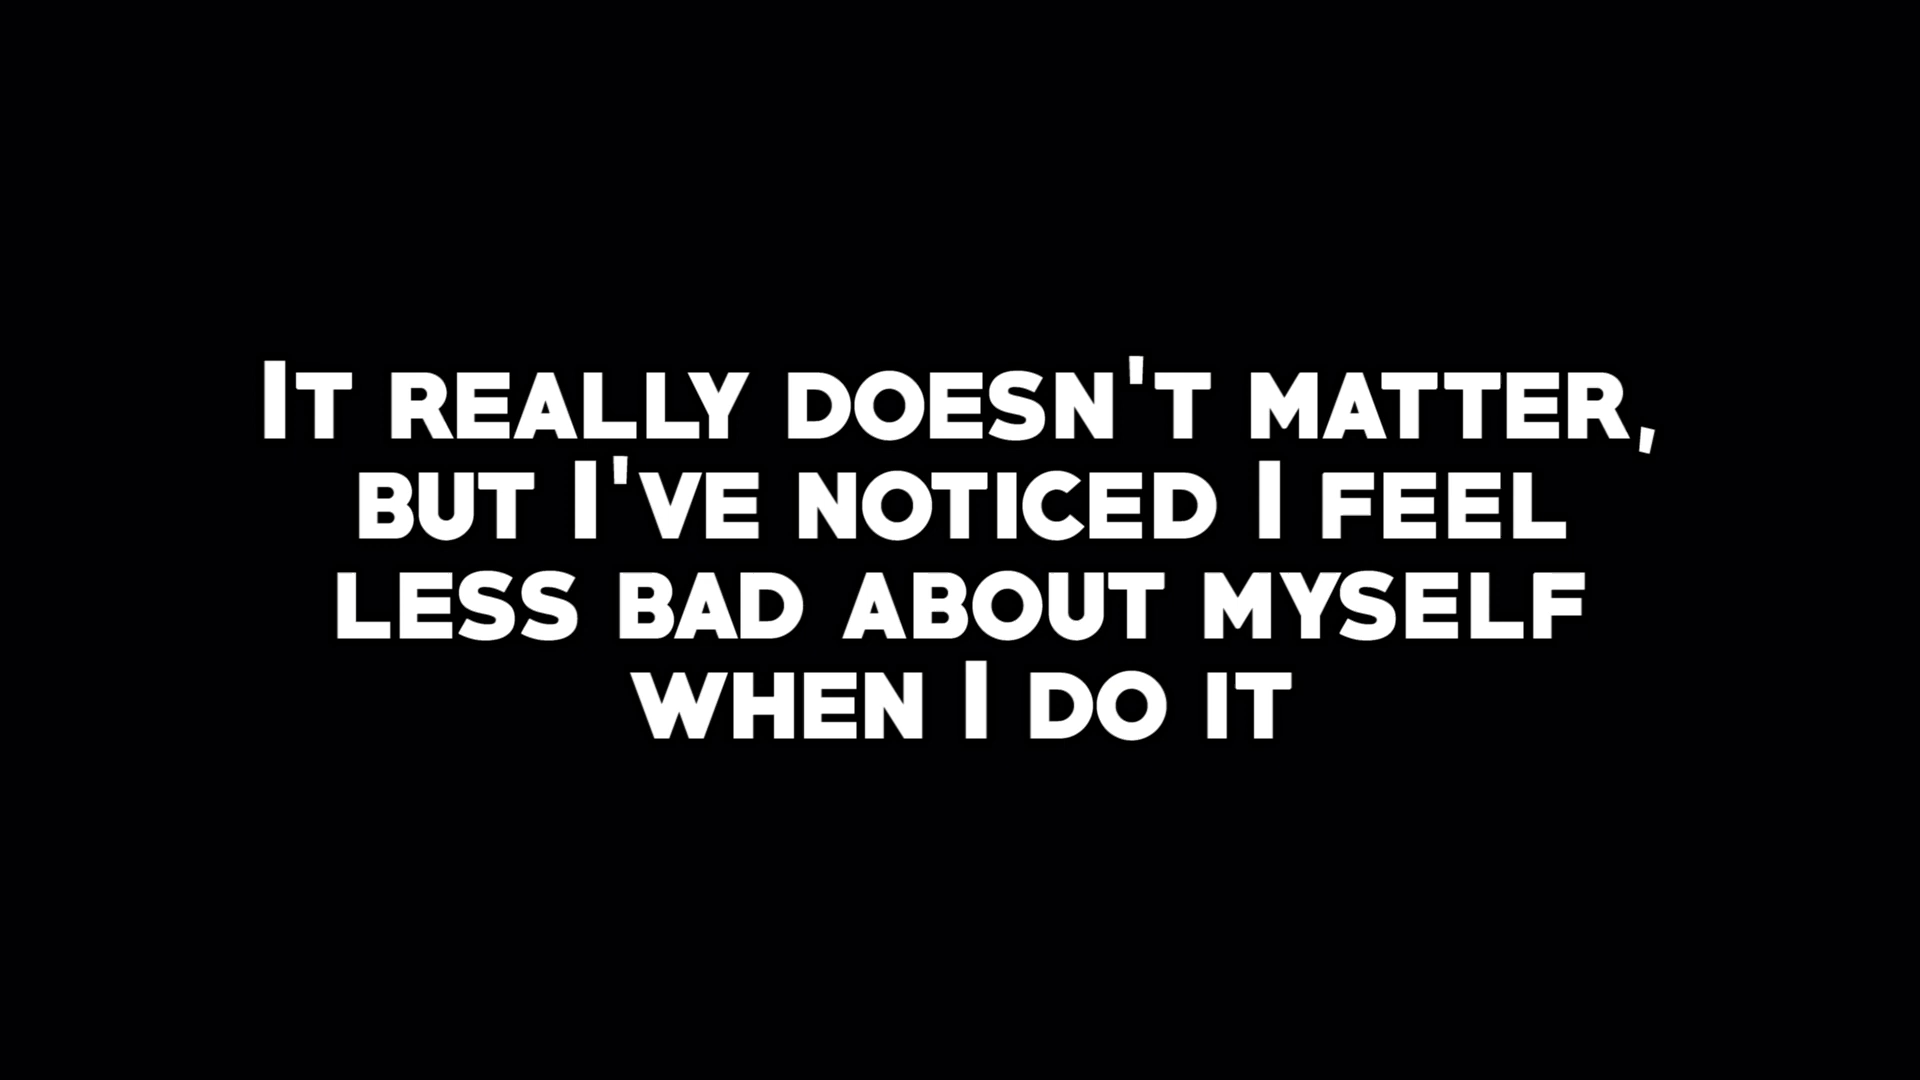 It really doesn't matter,
but I've noticed I feel
less bad about myself
when I do it